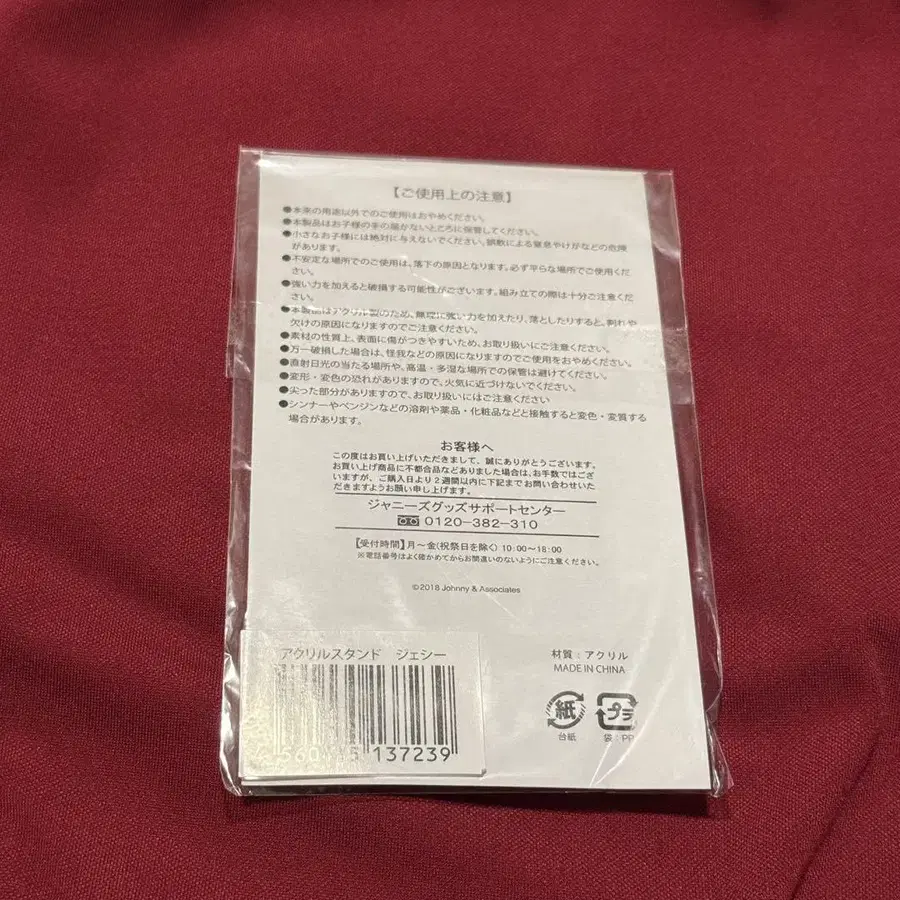 【ご使用上の注意】
●本来の用途以外でのご使用はおやめください。
●本製品はお子様の手の届かないところに保管してください。
●小さなお子様には絶対に与えないでください。誤飲による窒息やけがなどの危険
があります。
●不安定な場所でのご使用は、落下の原因となります。必ず平らな場所でご使用くだ
さい。
●強い力を加えると破損する可能性がございます。組み立ての際は十分ご注意くだ
さい。
●本製品はアクリル製のため、無理に強い力を加えたり、落としたりすると、割れや
欠けの原因になりますのでご注意ください。
●素材の性質上、表面に傷がつきやすいため、お取り扱いにご注意ください。
●万一破損した場合は、怪我などの原因になりますのでご使用をおやめください。
●直射日光の当たる場所や、高温・多湿な場所での保管は避けてください。
●変形・変色の恐れがありますので、火気に近づけないでください。
●尖った部分がありますので、お取り扱いにはご注意ください
●シンナーやベンジンなどの溶剤や薬品・化粧品などと接触すると変色・変質する
場合があります。
お客様へ
この度はお買い上げいただきまして、誠にありがとうございます。
お買い上げ商品に不都合品などありました場合は、お手数ではござ
いますが、ご購入日より2週間以内に下記までお問い合わせいた
だきますようお願い申し上げます。
ジャニーズグッズサポートセンター
0120-382-310
【受付時間】月～金(祝祭日を除く) 10:00～18:00
※電話番号はよく確かめてからお間違いのないようにご注意ください。
©2018 Johnny & Associates
アクリルスタンド ジェシー
137239
材質：アクリル
MADE IN CHINA
紙 プラ
台紙 袋：PP